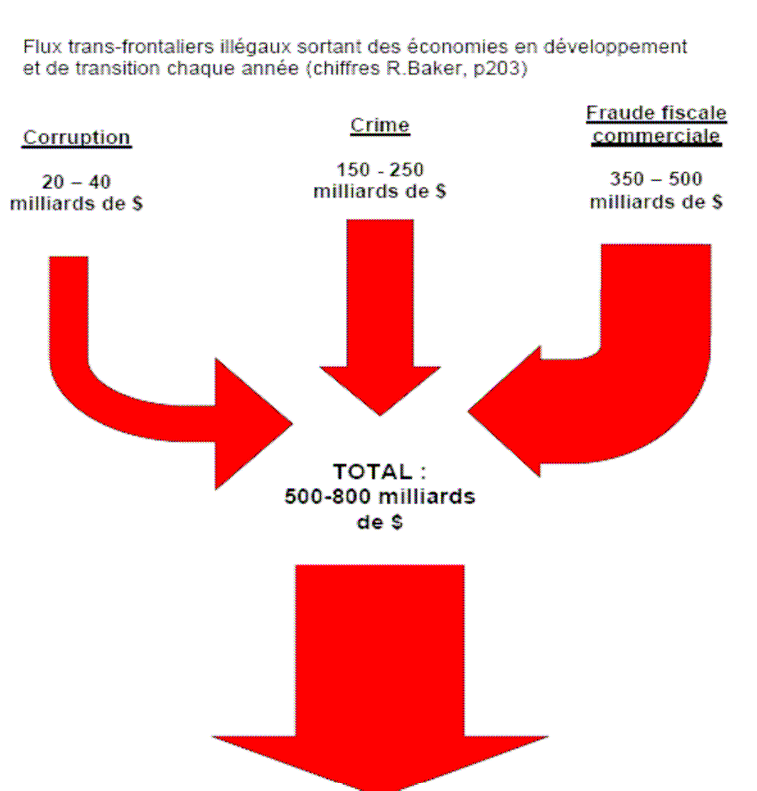 Flux trans-frontaliers illégaux sortant des économies en développement
et de transition chaque année (chiffres R.Baker, p203)
Corruption
20 – 40
milliards de $
Crime
150 - 250
milliards de $
Fraude fiscale
commerciale
350 – 500
milliards de $
TOTAL :
500-800 milliards
de $